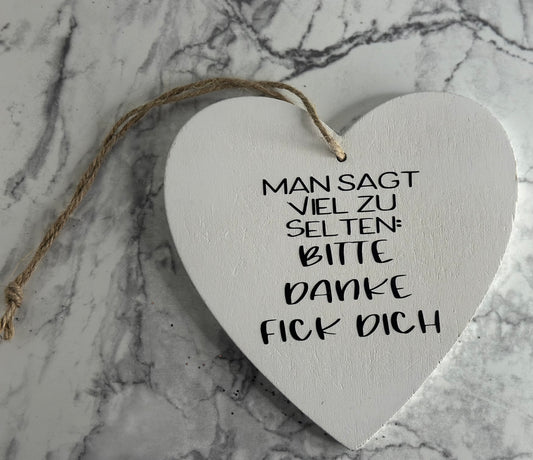 MAN SAGT
VIEL ZU
SELTEN:
BITTE
DANKE
FICK DICH